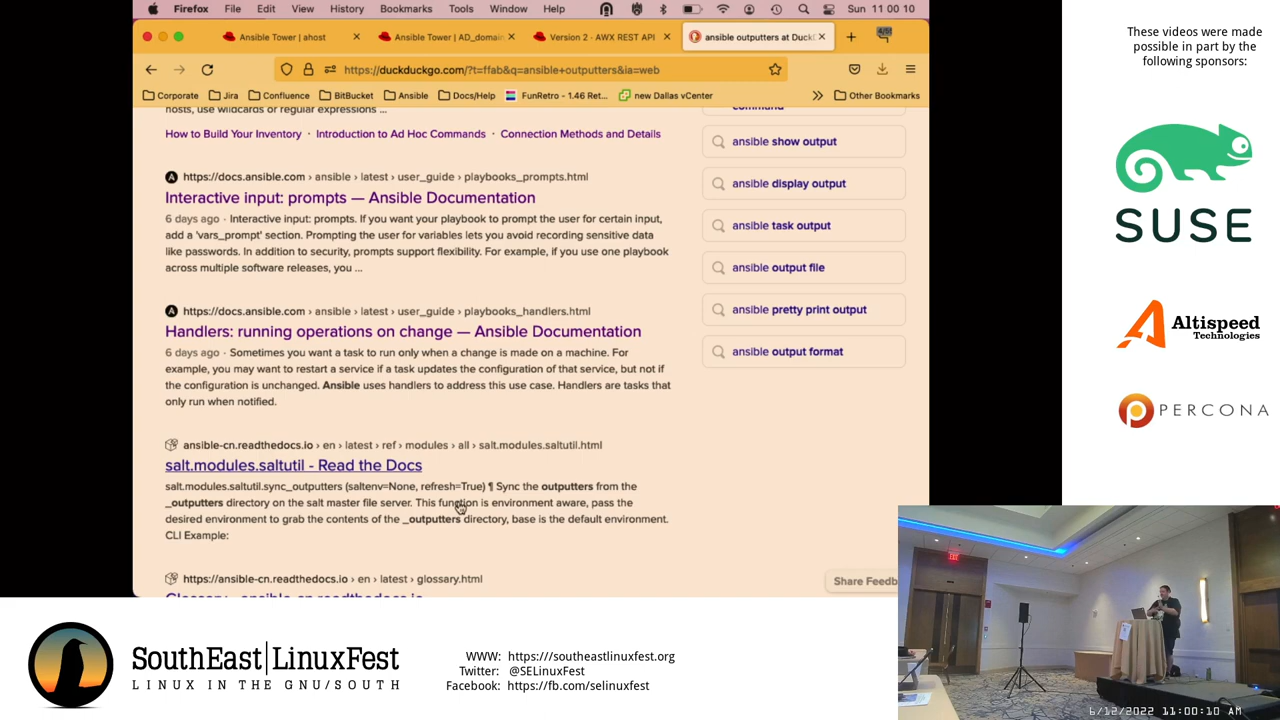 Firefox File Edit View History Bookmarks Tools Window Help Sun 11 00 10
Ansible Tower | ahost
Ansible Tower | AD_domain
Version 2 - AWX REST API
ansible outputters at DuckD
https://duckduckgo.com/?t=ffab&q=ansible+outputters&ia=web
Corporate Jira Confluence BitBucket Ansible Docs/Help FunRetro - 1.46 Ret... new Dallas vCenter Other Bookmarks
hosts, use wildcards or regular expressions ...
How to Build Your Inventory · Introduction to Ad Hoc Commands · Connection Methods and Details
https://docs.ansible.com › ansible › latest › user_guide › playbooks_prompts.html
Interactive input: prompts — Ansible Documentation
6 days ago · Interactive input: prompts. If you want your playbook to prompt the user for certain input,
add a 'vars_prompt' section. Prompting the user for variables lets you avoid recording sensitive data
like passwords. In addition to security, prompts support flexibility. For example, if you use one playbook
across multiple software releases, you ...
https://docs.ansible.com › ansible › latest › user_guide › playbooks_handlers.html
Handlers: running operations on change — Ansible Documentation
6 days ago · Sometimes you want a task to run only when a change is made on a machine. For
example, you may want to restart a service if a task updates the configuration of that service, but not if
the configuration is unchanged. Ansible uses handlers to address this use case. Handlers are tasks that
only run when notified.
ansible-cn.readthedocs.io › en › latest › ref › modules › all › salt.modules.saltutil.html
salt.modules.saltutil - Read the Docs
salt.modules.saltutil.sync_outputters (saltenv=None, refresh=True) ¶ Sync the outputters from the
_outputters directory on the salt master file server. This function is environment aware, pass the
desired environment to grab the contents of the _outputters directory, base is the default environment.
CLI Example:
https://ansible-cn.readthedocs.io › en › latest › glossary.html
Glossary - ansible-cn.readthedocs.io
command
ansible show output
ansible display output
ansible task output
ansible output file
ansible pretty print output
ansible output format
Share Feedb
These videos were made
possible in part by the
following sponsors:
SUSE
Altispeed
Technologies
PERCONA
SouthEast LinuxFest
LINUX IN THE GNU/SOUTH
WWW: https:///southeastlinuxfest.org
Twitter: @SELinuxFest
Facebook: https://fb.com/selinuxfest
6/12/2022 11:00:10 AM